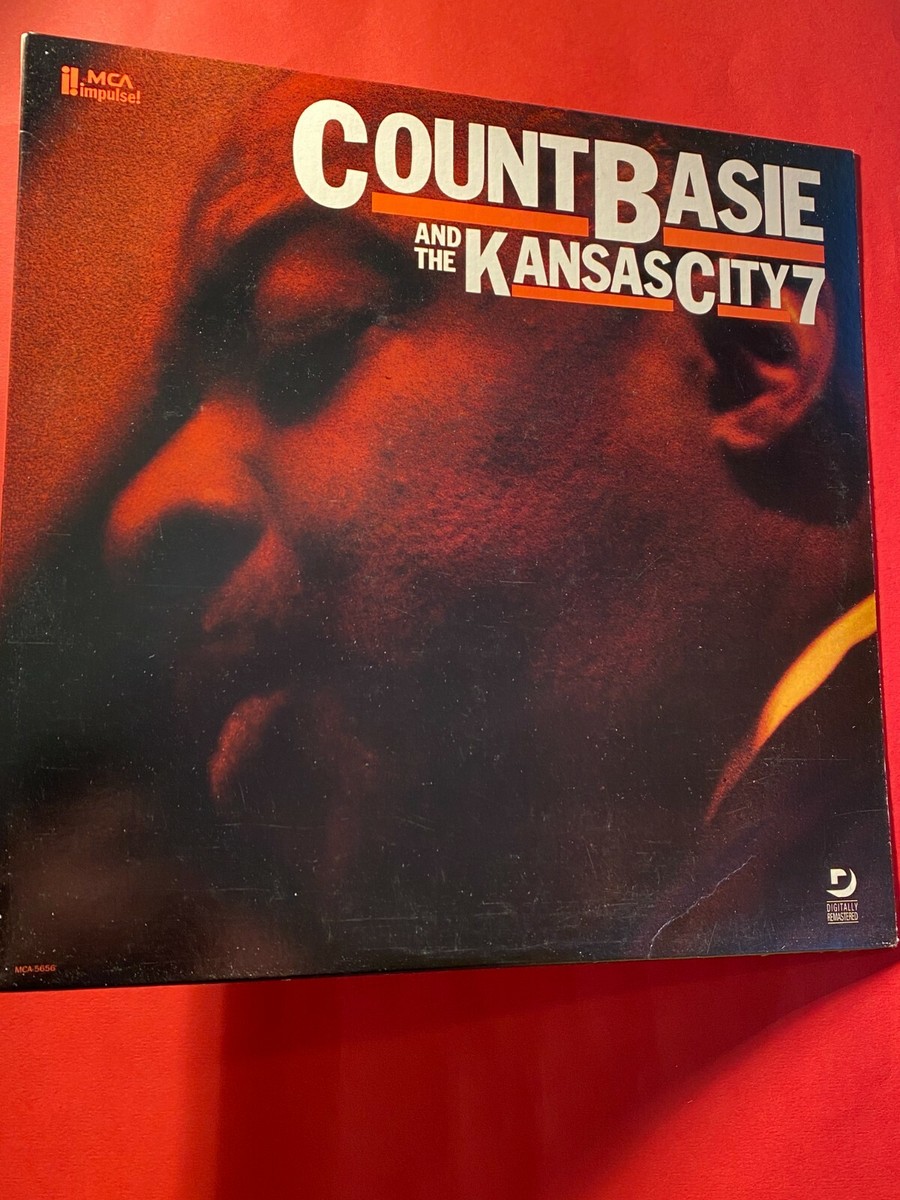 MCA
impulse!
COUNT BASIE
AND THE KANSAS CITY 7
DIGITALLY
REMASTERED
MCA-5656